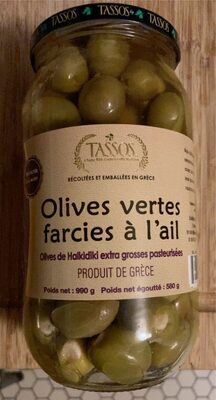 TASSOS
TASSOS
TASSOS
RÉCOLTÉES ET EMBALLÉES EN GRÈCE
Olives vertes
farcies à l'ail
Olives de Halkidiki extra grosses pasteurisées
PRODUIT DE GRÈCE
Poids net : 990 g Poids net égoutté : 580 g